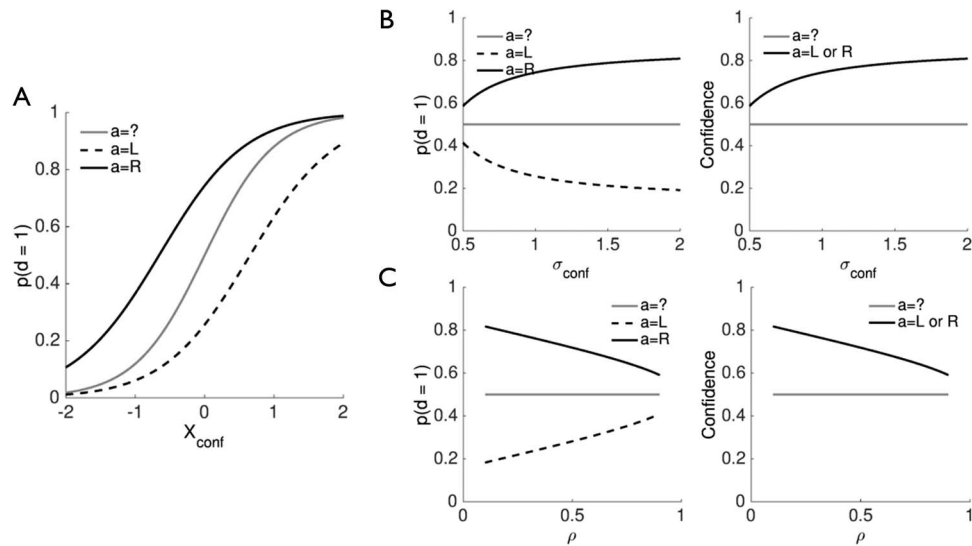 A
a=?
a=L
a=R
1
0.8
0.6
0.4
0.2
0
p(d = 1)
-2
-1
0
1
2
X_conf
B
a=?
a=L
a=R
1
0.8
0.6
0.4
0.2
0
p(d = 1)
0.5
1
1.5
2
σ_conf
a=?
a=L or R
1
0.8
0.6
0.4
0.2
0
Confidence
0.5
1
1.5
2
σ_conf
C
a=?
a=L
a=R
1
0.8
0.6
0.4
0.2
0
p(d = 1)
0
0.5
1
ρ
a=?
a=L or R
1
0.8
0.6
0.4
0.2
0
Confidence
0
0.5
1
ρ